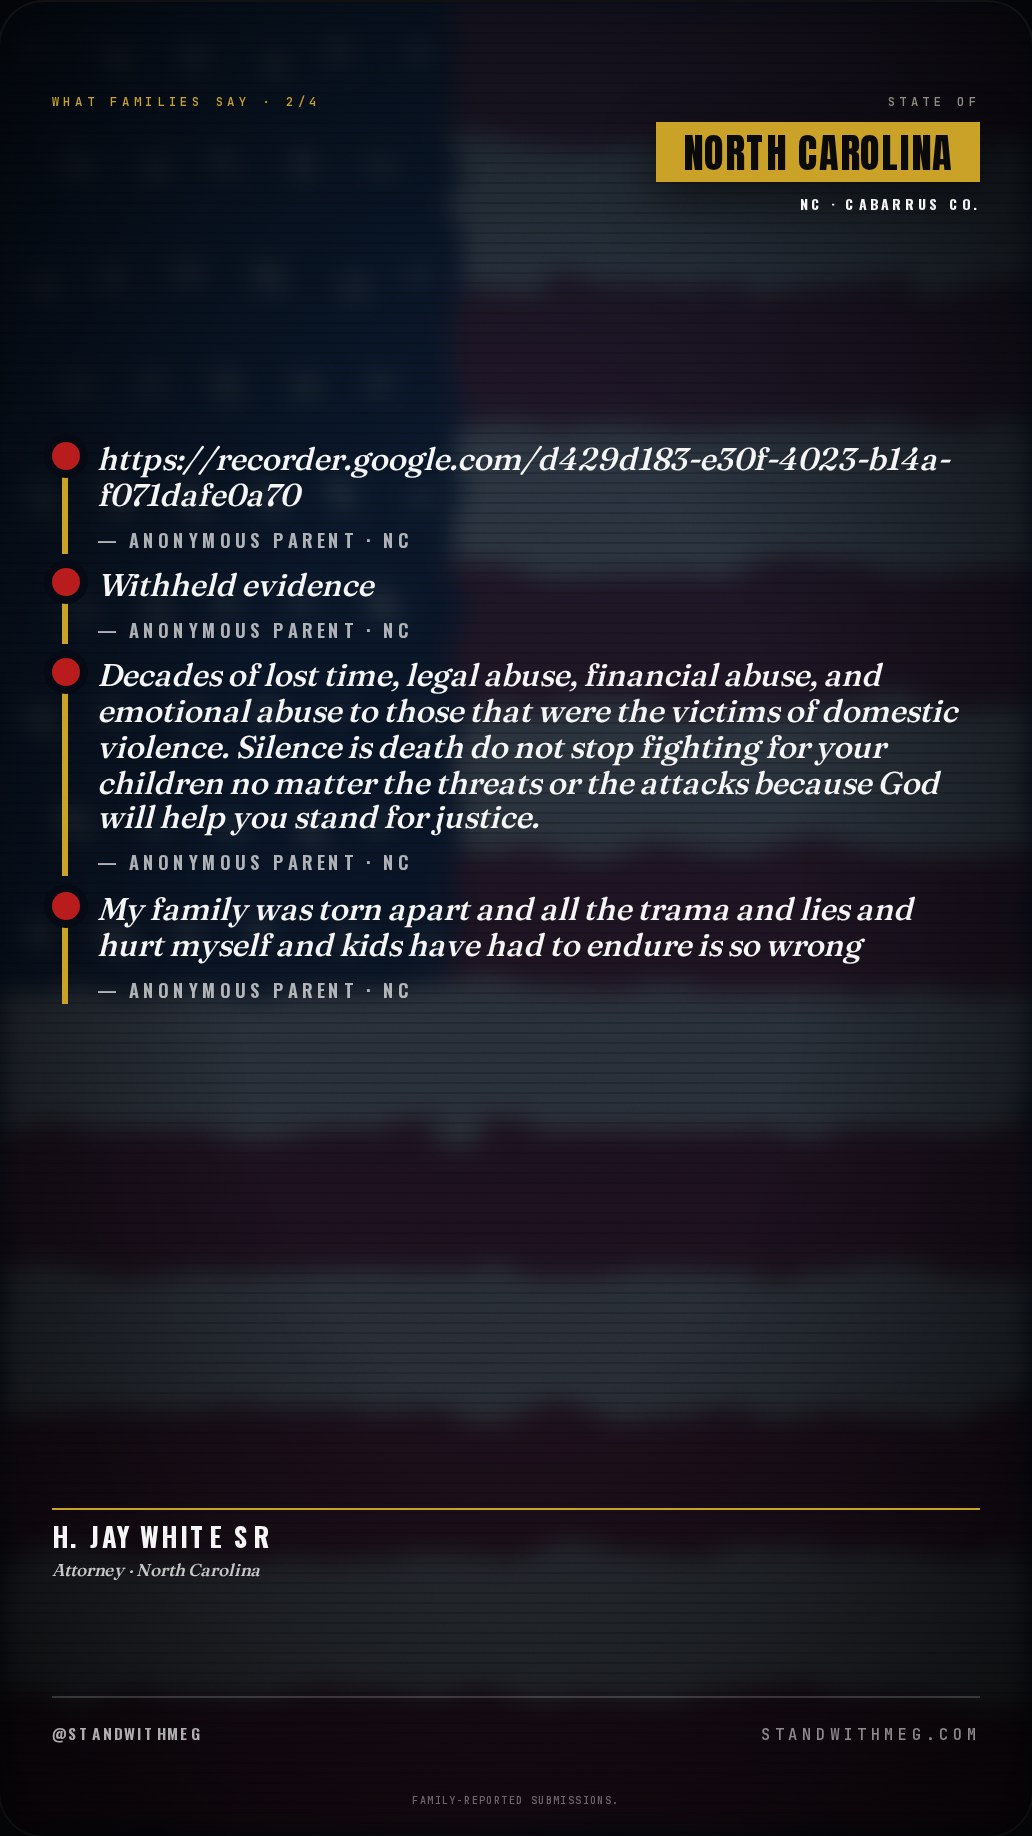 WHAT FAMILIES SAY · 2/4
STATE OF
NORTH CAROLINA
NC · CABARRUS CO.
https://recorder.google.com/d429d183-e30f-4023-b14a-
f071dafe0a70
— ANONYMOUS PARENT · NC
Withheld evidence
— ANONYMOUS PARENT · NC
Decades of lost time, legal abuse, financial abuse, and
emotional abuse to those that were the victims of domestic
violence. Silence is death do not stop fighting for your
children no matter the threats or the attacks because God
will help you stand for justice.
— ANONYMOUS PARENT · NC
My family was torn apart and all the trama and lies and
hurt myself and kids have had to endure is so wrong
— ANONYMOUS PARENT · NC
H. JAY WHITE SR
Attorney · North Carolina
@STANDWITHMEG
STANDWITHMEG.COM
FAMILY-REPORTED SUBMISSIONS.